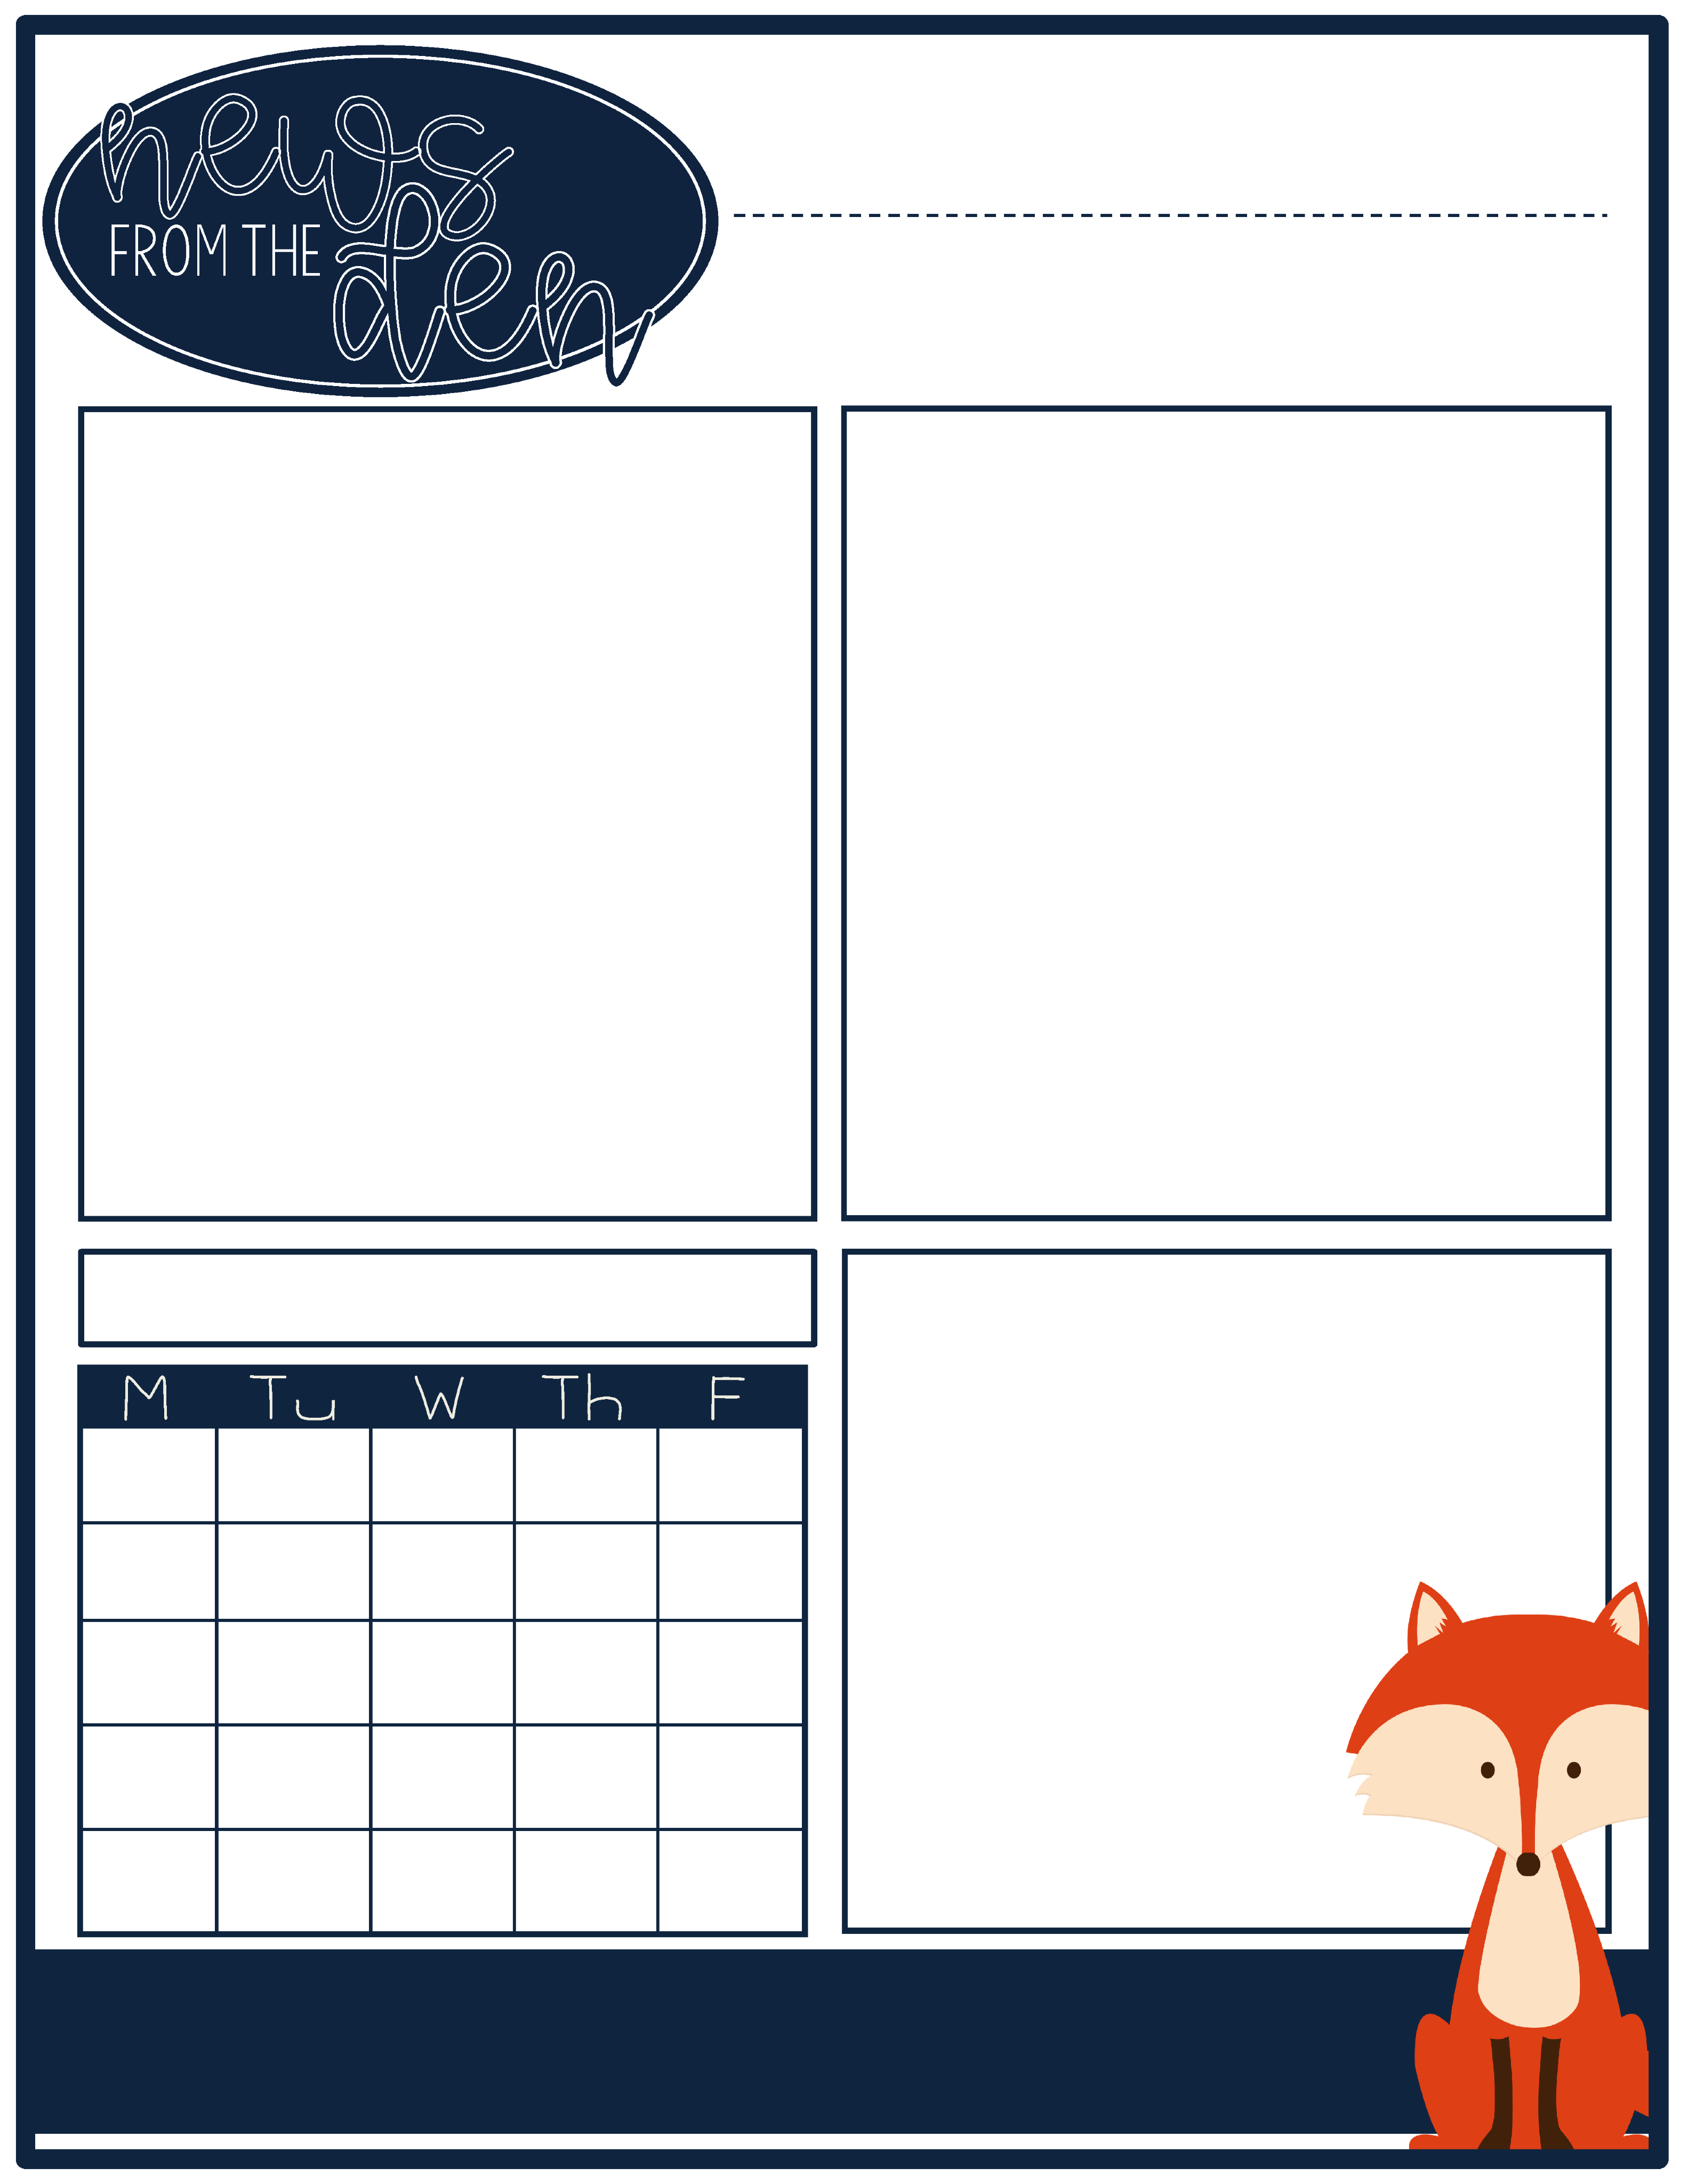 news
FROM THE
den
M Tu W Th F